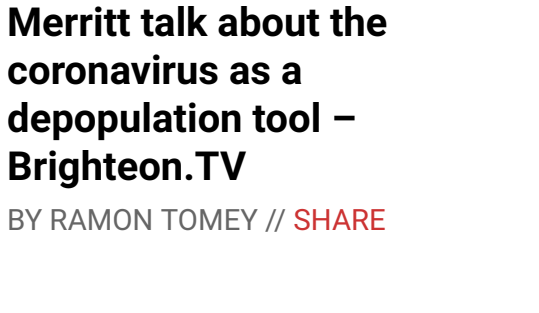 Merritt talk about the
coronavirus as a
depopulation tool –
Brighteon.TV
BY RAMON TOMEY // SHARE